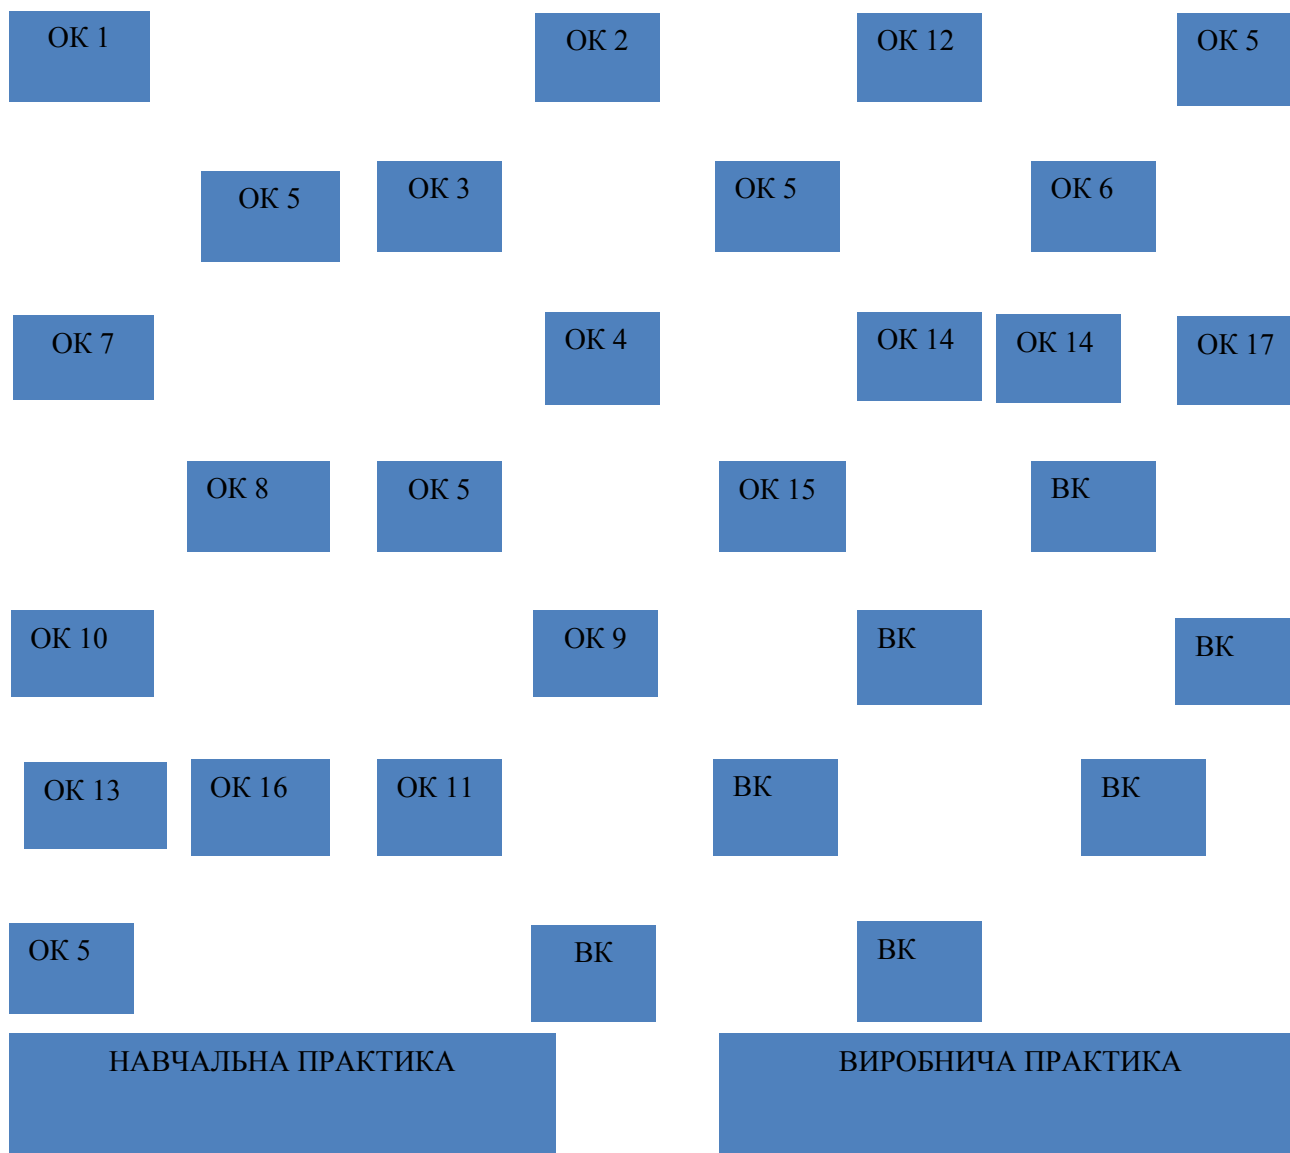 ОК 1
ОК 2
ОК 12
ОК 5
ОК 5
ОК 3
ОК 5
ОК 6
ОК 7
ОК 4
ОК 14
ОК 14
ОК 17
ОК 8
ОК 5
ОК 15
ВК
ОК 10
ОК 9
ВК
ВК
ОК 13
ОК 16
ОК 11
ВК
ВК
ОК 5
ВК
ВК
НАВЧАЛЬНА ПРАКТИКА
ВИРОБНИЧА ПРАКТИКА